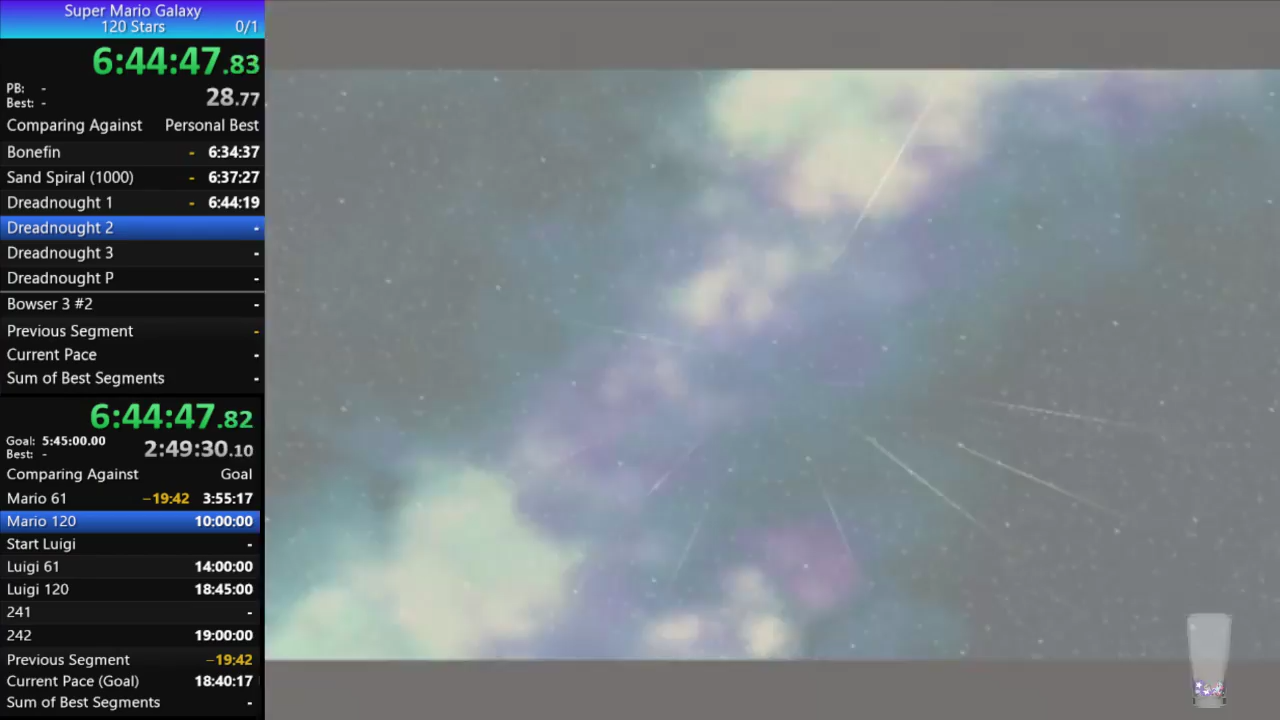 Super Mario Galaxy
120 Stars 0/1
6:44:47.83
PB: -
Best: -
28.77
Comparing Against Personal Best
Bonefin - 6:34:37
Sand Spiral (1000) - 6:37:27
Dreadnought 1 - 6:44:19
Dreadnought 2 -
Dreadnought 3 -
Dreadnought P -
Bowser 3 #2 -
Previous Segment -
Current Pace -
Sum of Best Segments -
6:44:47.82
Goal: 5:45:00.00
Best: -
2:49:30.10
Comparing Against Goal
Mario 61 −19:42 3:55:17
Mario 120 10:00:00
Start Luigi -
Luigi 61 14:00:00
Luigi 120 18:45:00
241 -
242 19:00:00
Previous Segment −19:42
Current Pace (Goal) 18:40:17
Sum of Best Segments -